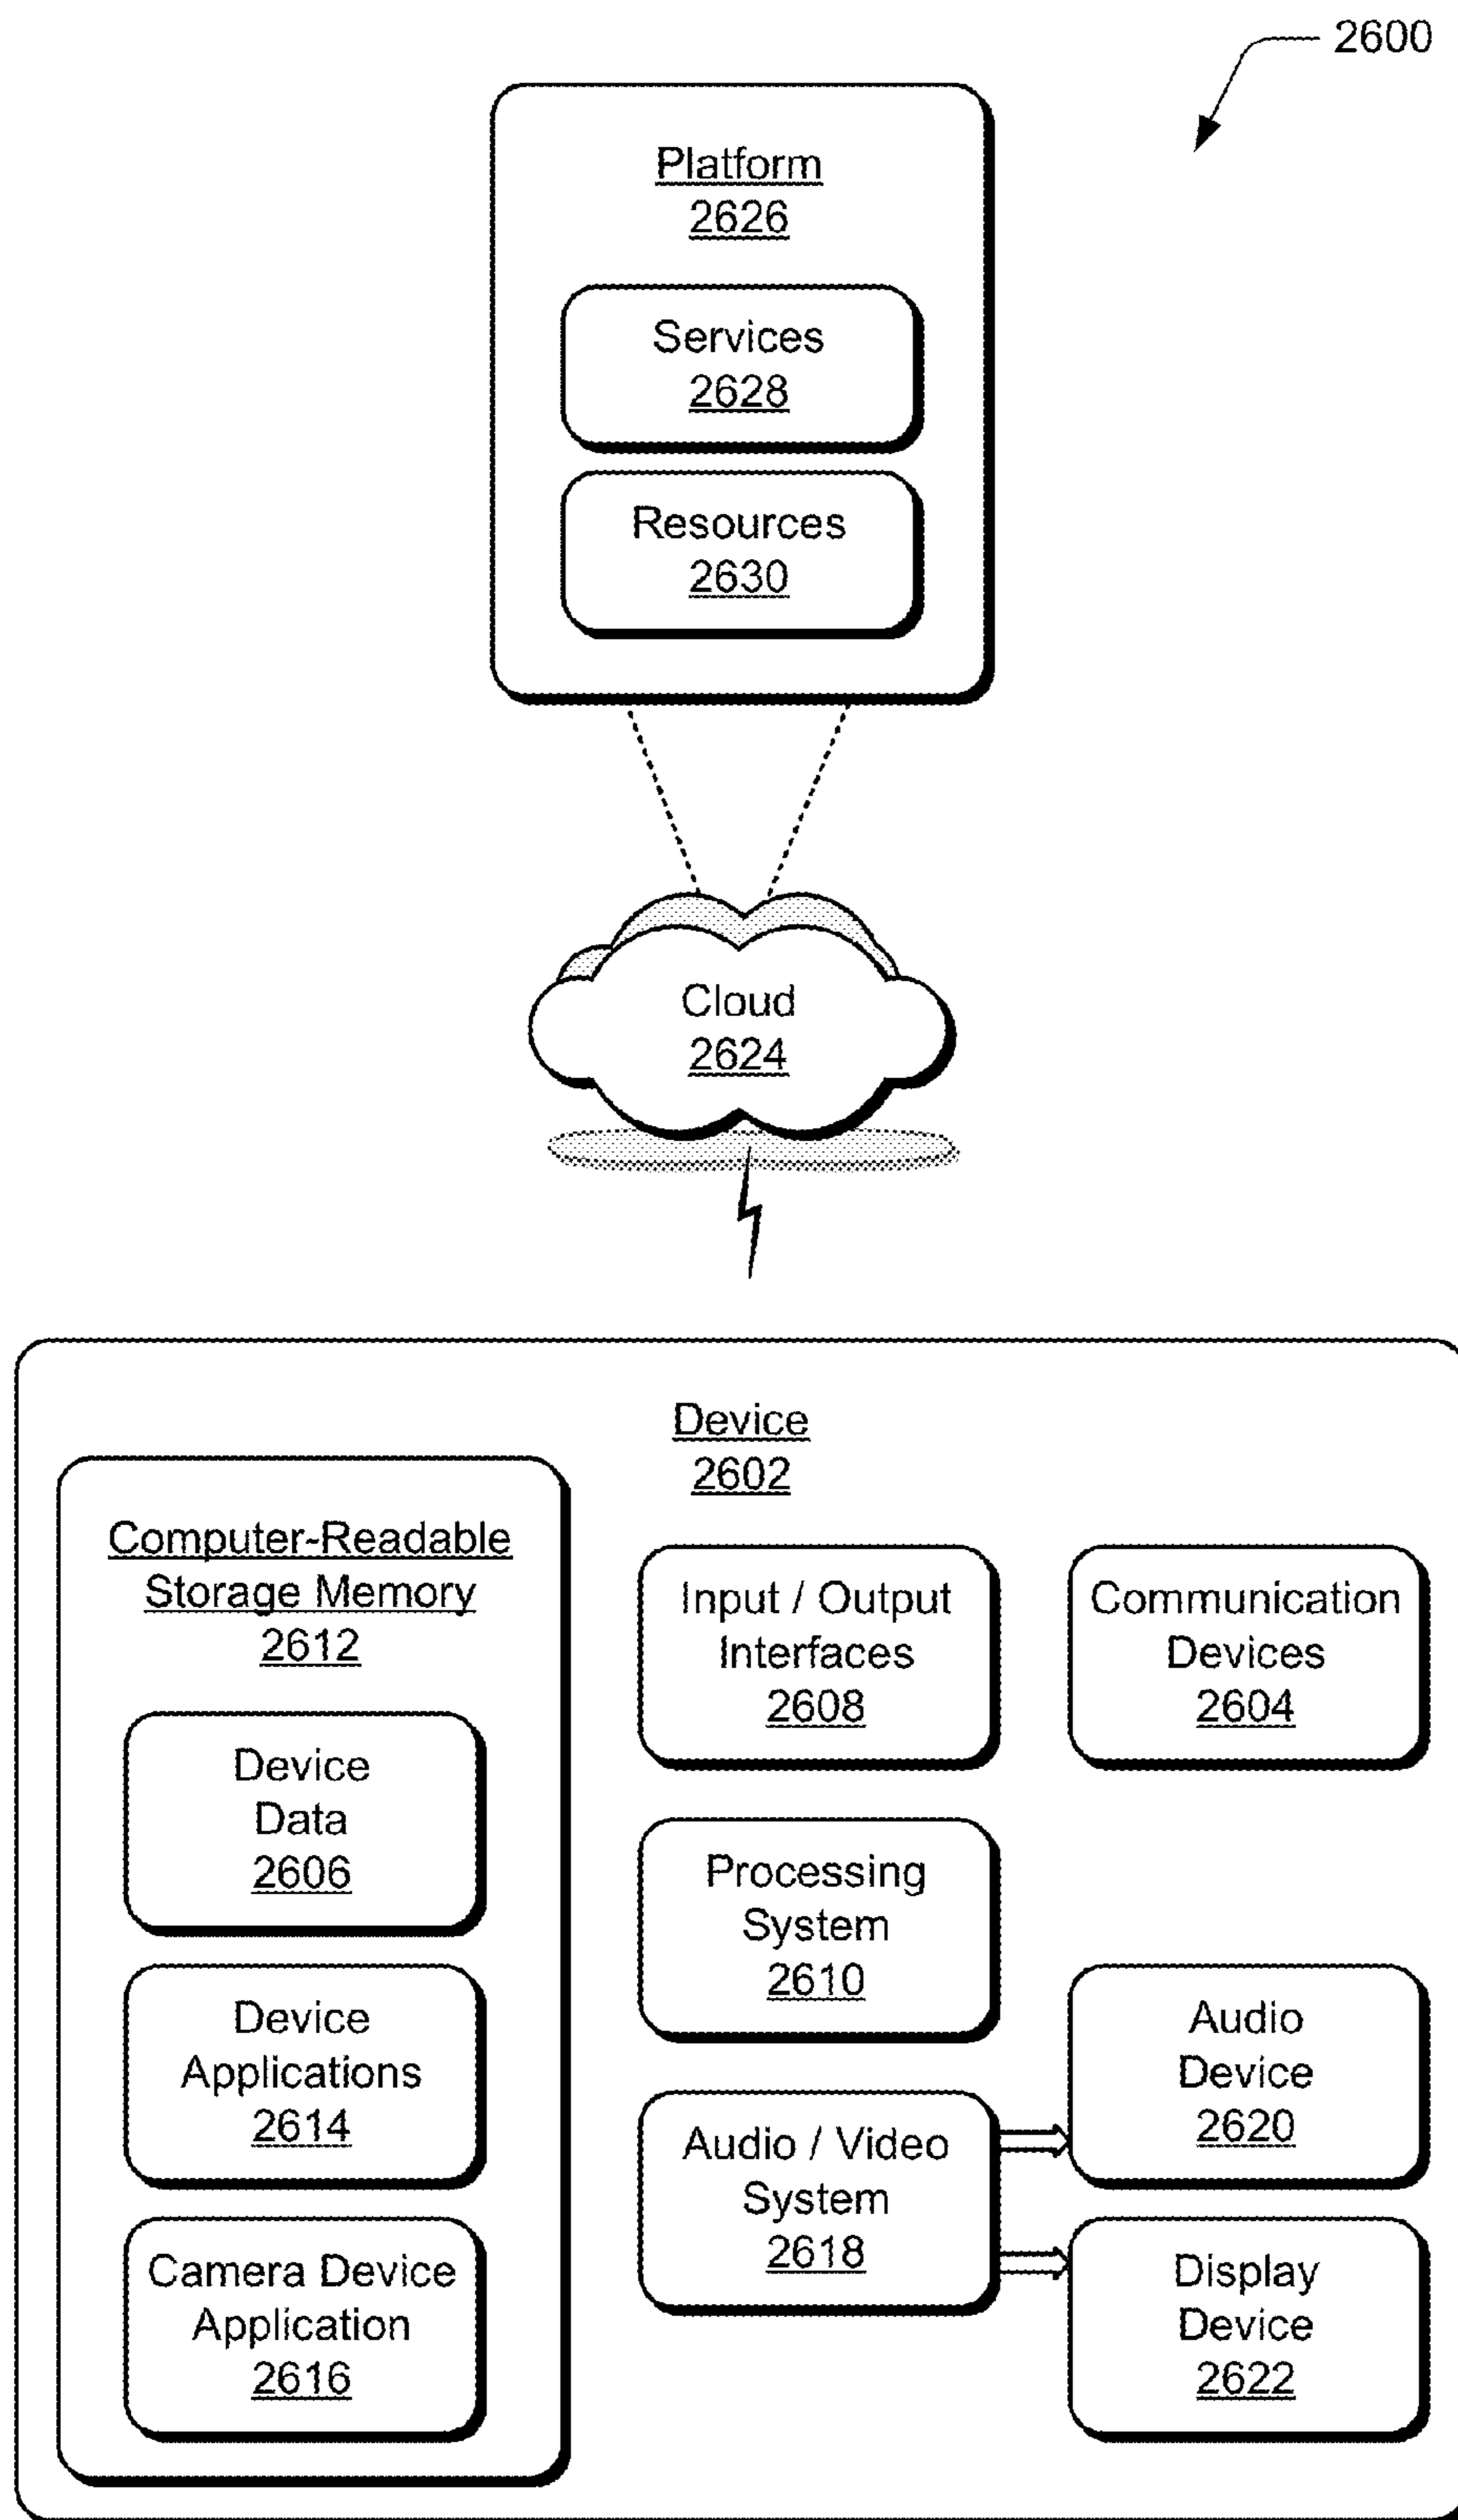 2600
Platform
2626
Services
2628
Resources
2630
Cloud
2624
Device
2602
Computer-Readable
Storage Memory
2612
Device
Data
2606
Device
Applications
2614
Camera Device
Application
2616
Input / Output
Interfaces
2608
Communication
Devices
2604
Processing
System
2610
Audio / Video
System
2618
Audio
Device
2620
Display
Device
2622